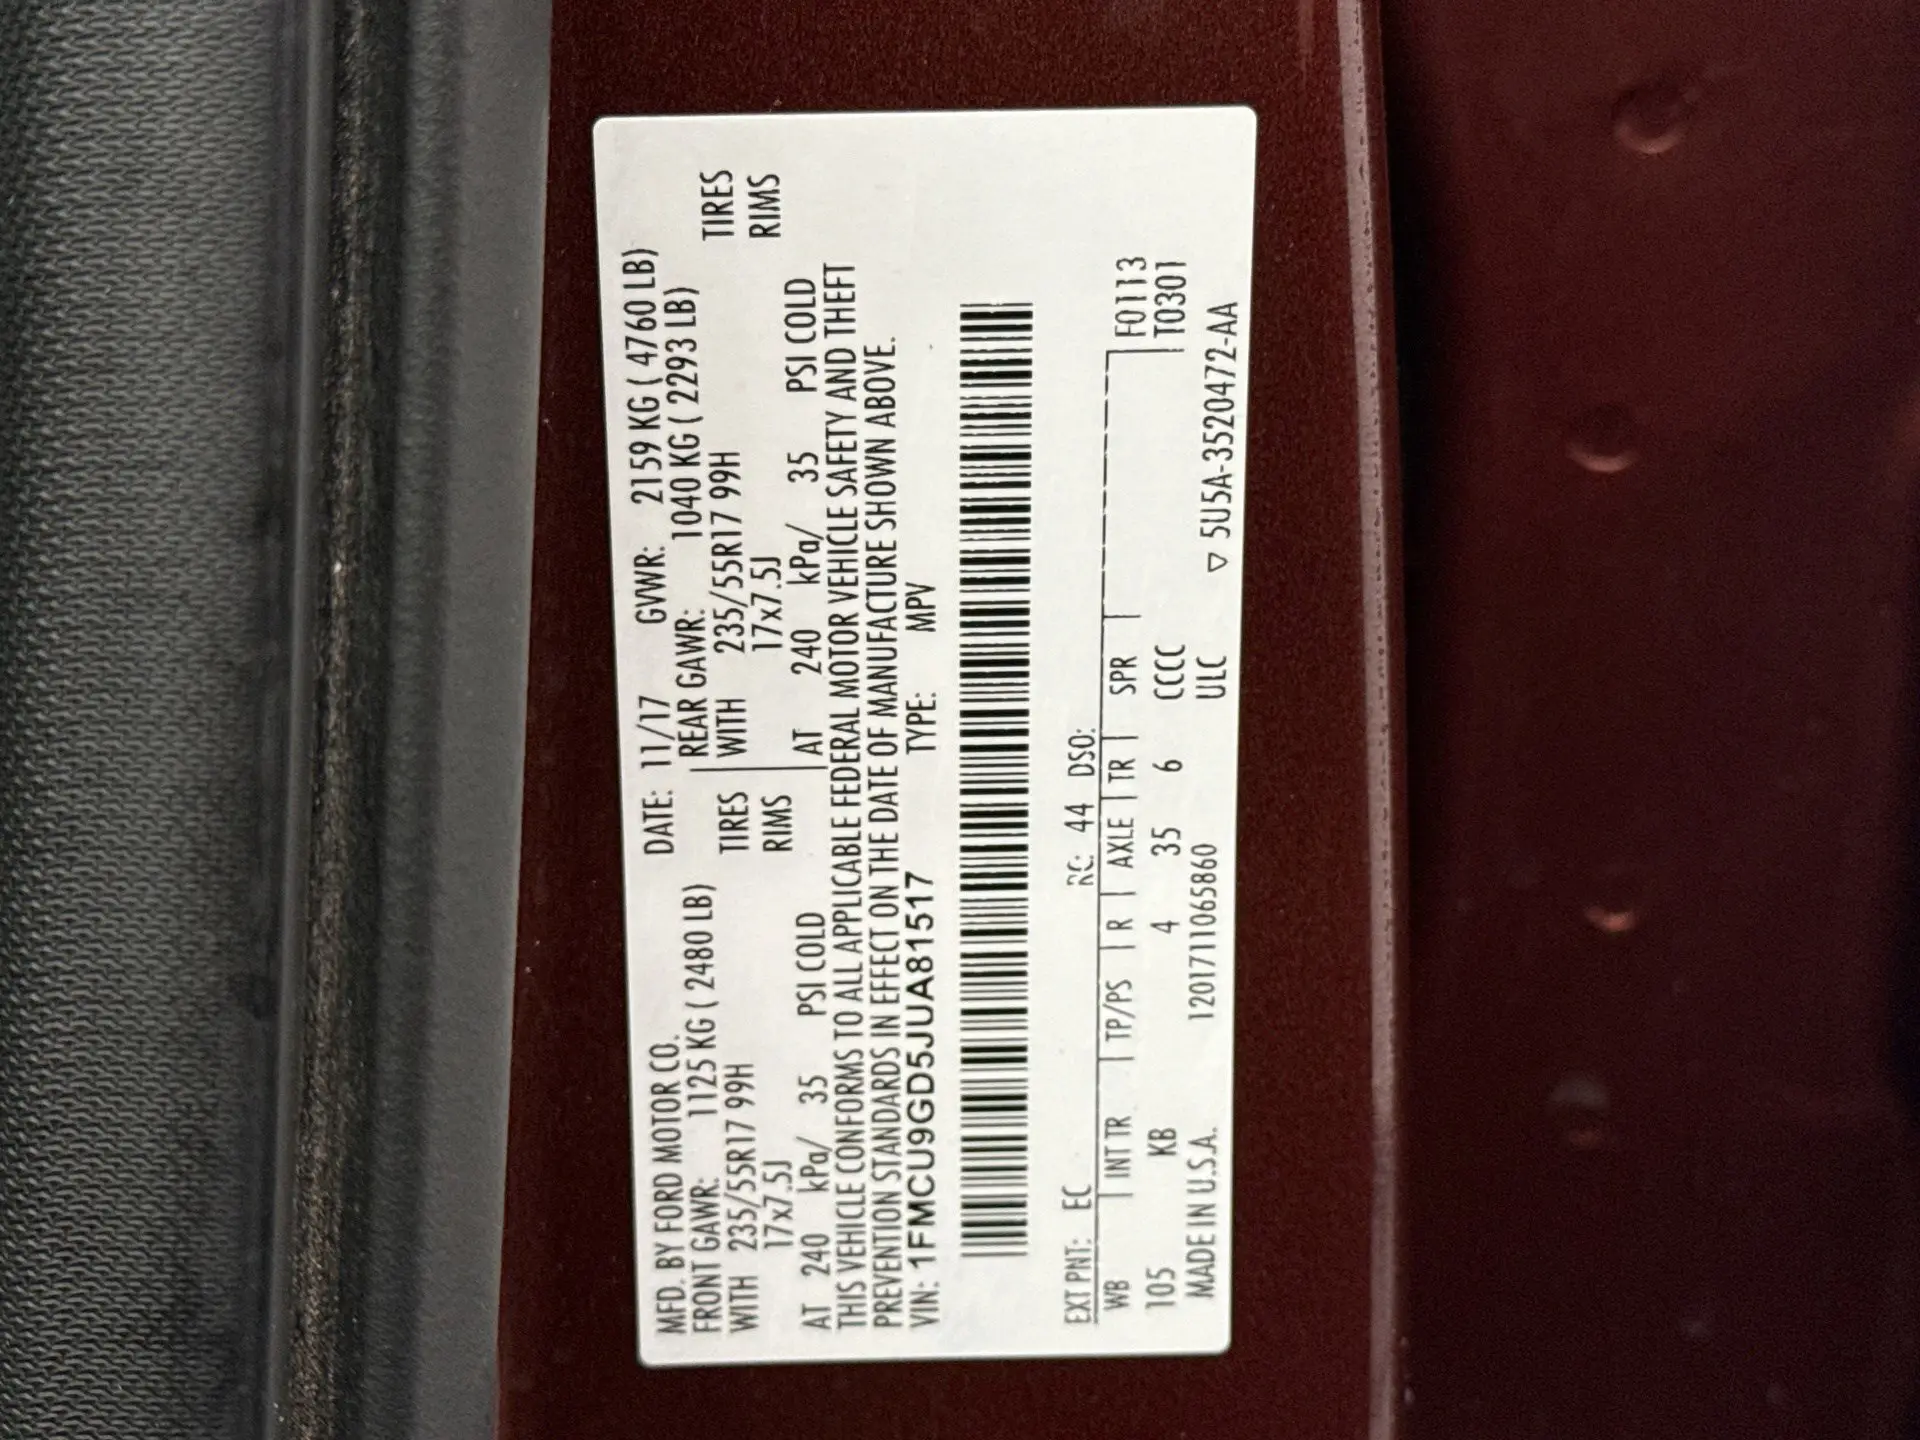 MFD. BY FORD MOTOR CO. DATE: 11/17 GVWR: 2159 KG ( 4760 LB)
FRONT GAWR: 1125 KG ( 2480 LB) REAR GAWR: 1040 KG ( 2293 LB)
WITH 235/55R17 99H TIRES WITH 235/55R17 99H TIRES
17x7.5J RIMS 17x7.5J RIMS
AT 240 kPa/ 35 PSI COLD AT 240 kPa/ 35 PSI COLD
THIS VEHICLE CONFORMS TO ALL APPLICABLE FEDERAL MOTOR VEHICLE SAFETY AND THEFT
PREVENTION STANDARDS IN EFFECT ON THE DATE OF MANUFACTURE SHOWN ABOVE.
VIN: 1FMCU9GD5JUA81517 TYPE: MPV
EXT PNT: EC RC: 44 DSO:
WB INT TR TP/PS R AXLE TR SPR F0113
105 KB 4 35 6 CCCC T0301
MADE IN U.S.A. 1201711065860 ULC ▽ 5U5A-3520472-AA